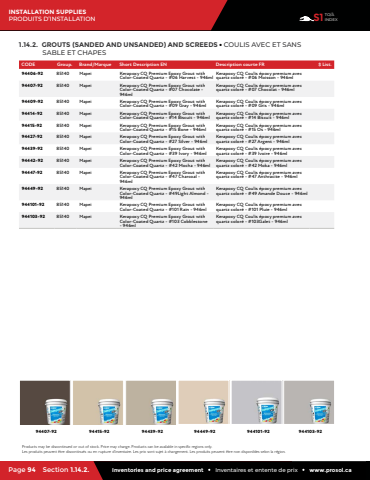 INSTALLATION SUPPLIES
PRODUITS D'INSTALLATION
S1 TOIS INDEX
1.14.2. GROUTS (SANDED AND UNSANDED) AND SCREEDS • COULIS AVEC ET SANS
SABLE ET CHAPES
CODE Group. Brand/Marque Short Description EN Description courte FR $ List.
94406-92 BS140 Mapei Kerapoxy CQ Premium Epoxy Grout with Kerapoxy CQ Coulis époxy premium avec
Color-Coated Quartz - #06 Harvest - 946ml quartz coloré - #06 Moisson - 946ml
94407-92 BS140 Mapei Kerapoxy CQ Premium Epoxy Grout with Kerapoxy CQ Coulis époxy premium avec
Color-Coated Quartz - #07 Chocolate - quartz coloré - #07 Chocolat - 946ml
946ml
94409-92 BS140 Mapei Kerapoxy CQ Premium Epoxy Grout with Kerapoxy CQ Coulis époxy premium avec
Color-Coated Quartz - #09 Gray - 946ml quartz coloré - #09 Gris - 946ml
94414-92 BS140 Mapei Kerapoxy CQ Premium Epoxy Grout with Kerapoxy CQ Coulis époxy premium avec
Color-Coated Quartz - #14 Biscuit - 946ml quartz coloré - #14 Biscuit - 946ml
94415-92 BS140 Mapei Kerapoxy CQ Premium Epoxy Grout with Kerapoxy CQ Coulis époxy premium avec
Color-Coated Quartz - #15 Bone - 946ml quartz coloré - #15 Os - 946ml
94427-92 BS140 Mapei Kerapoxy CQ Premium Epoxy Grout with Kerapoxy CQ Coulis époxy premium avec
Color-Coated Quartz - #27 Silver - 946ml quartz coloré - #27 Argent - 946ml
94439-92 BS140 Mapei Kerapoxy CQ Premium Epoxy Grout with Kerapoxy CQ Coulis époxy premium avec
Color-Coated Quartz - #39 Ivory - 946ml quartz coloré - #39 Ivoire - 946ml
94442-92 BS140 Mapei Kerapoxy CQ Premium Epoxy Grout with Kerapoxy CQ Coulis époxy premium avec
Color-Coated Quartz - #42 Mocha - 946ml quartz coloré - #42 Moka - 946ml
94447-92 BS140 Mapei Kerapoxy CQ Premium Epoxy Grout with Kerapoxy CQ Coulis époxy premium avec
Color-Coated Quartz - #47 Charcoal - quartz coloré - #47 Anthracite - 946ml
946ml
94449-92 BS140 Mapei Kerapoxy CQ Premium Epoxy Grout with Kerapoxy CQ Coulis époxy premium avec
Color-Coated Quartz - #49Light Almond - quartz coloré - #49 Amande Douce - 946ml
946ml
944101-92 BS140 Mapei Kerapoxy CQ Premium Epoxy Grout with Kerapoxy CQ Coulis époxy premium avec
Color-Coated Quartz - #101 Rain - 946ml quartz coloré - #101 Pluie - 946ml
944103-92 BS140 Mapei Kerapoxy CQ Premium Epoxy Grout with Kerapoxy CQ Coulis époxy premium avec
Color-Coated Quartz - #103 Cobblestone quartz coloré - #103Galet - 946ml
- 946ml
94407-92 94415-92 94439-92 94449-92 944101-92 944103-92
Products may be discontinued or out of stock. Price may change. Products can be available in specific regions only.
Les produits peuvent être discontinués ou en rupture d'inventaire. Les prix sont sujet à changement. Les produits peuvent être non disponibles selon la région.
Page 94 Section 1.14.2. Inventories and price agreement • Inventaires et entente de prix • www.prosol.ca